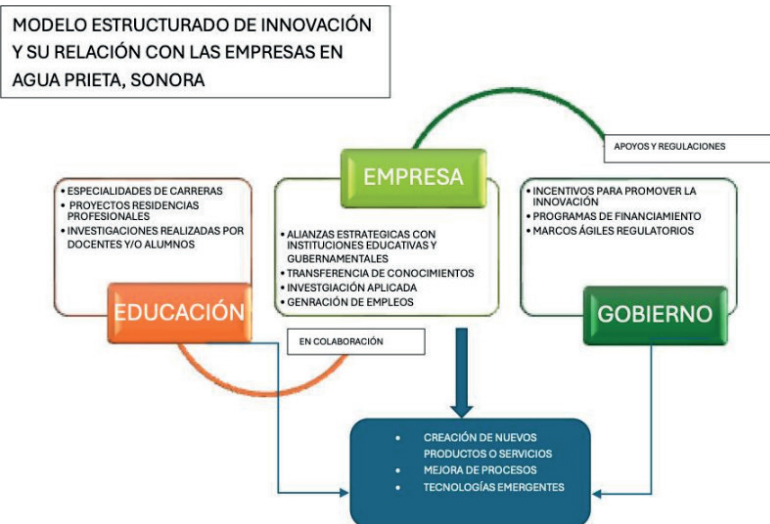 MODELO ESTRUCTURADO DE INNOVACIÓN
Y SU RELACIÓN CON LAS EMPRESAS EN
AGUA PRIETA, SONORA
APOYOS Y REGULACIONES
EMPRESA
• ESPECIALIDADES DE CARRERAS
• PROYECTOS RESIDENCIAS
PROFESIONALES
• INVESTIGACIONES REALIZADAS POR
DOCENTES Y/O ALUMNOS
EDUCACIÓN
• ALIANZAS ESTRATEGICAS CON
INSTITUCIONES EDUCATIVAS Y
GUBERNAMENTALES
• TRANSFERENCIA DE CONOCIMIENTOS
• INVESTGIACIÓN APLICADA
• GENRACIÓN DE EMPLEOS
• INCENTIVOS PARA PROMOVER LA
INNOVACIÓN
• PROGRAMAS DE FINANCIAMIENTO
• MARCOS ÁGILES REGULATORIOS
GOBIERNO
EN COLABORACIÓN
• CREACIÓN DE NUEVOS
PRODUCTOS O SERVICIOS
• MEJORA DE PROCESOS
• TECNOLOGÍAS EMERGENTES